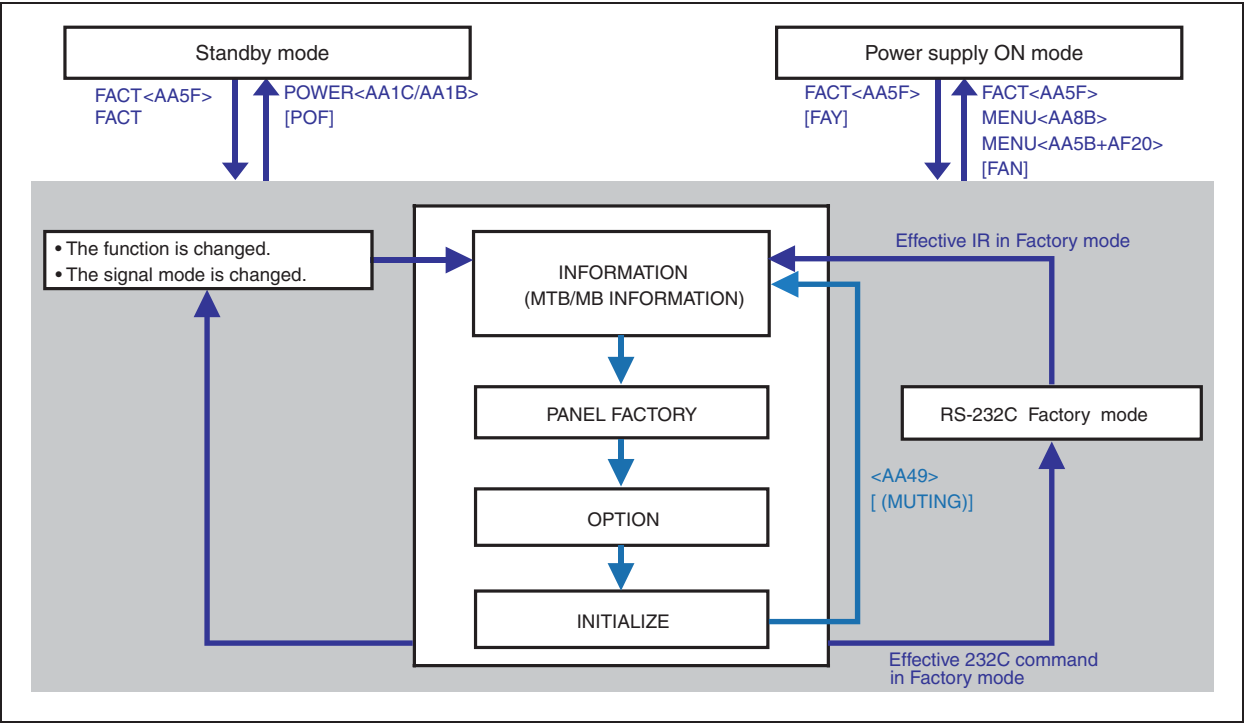 Standby mode
Power supply ON mode
FACT<AA5F>
FACT
POWER<AA1C/AA1B>
[POF]
FACT<AA5F>
[FAY]
FACT<AA5F>
MENU<AA8B>
MENU<AA5B+AF20>
[FAN]
• The function is changed.
• The signal mode is changed.
INFORMATION
(MTB/MB INFORMATION)
Effective IR in Factory mode
PANEL FACTORY
RS-232C Factory mode
<AA49>
[ (MUTING)]
OPTION
INITIALIZE
Effective 232C command
in Factory mode